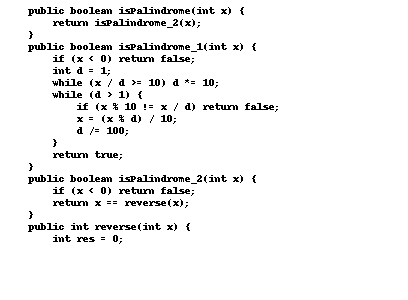 public boolean isPalindrome(int x) {
    return isPalindrome_2(x);
}
public boolean isPalindrome_1(int x) {
    if (x < 0) return false;
    int d = 1;
    while (x / d >= 10) d *= 10;
    while (d > 1) {
        if (x % 10 != x / d) return false;
        x = (x % d) / 10;
        d /= 100;
    }
    return true;
}
public boolean isPalindrome_2(int x) {
    if (x < 0) return false;
    return x == reverse(x);
}
public int reverse(int x) {
    int res = 0;